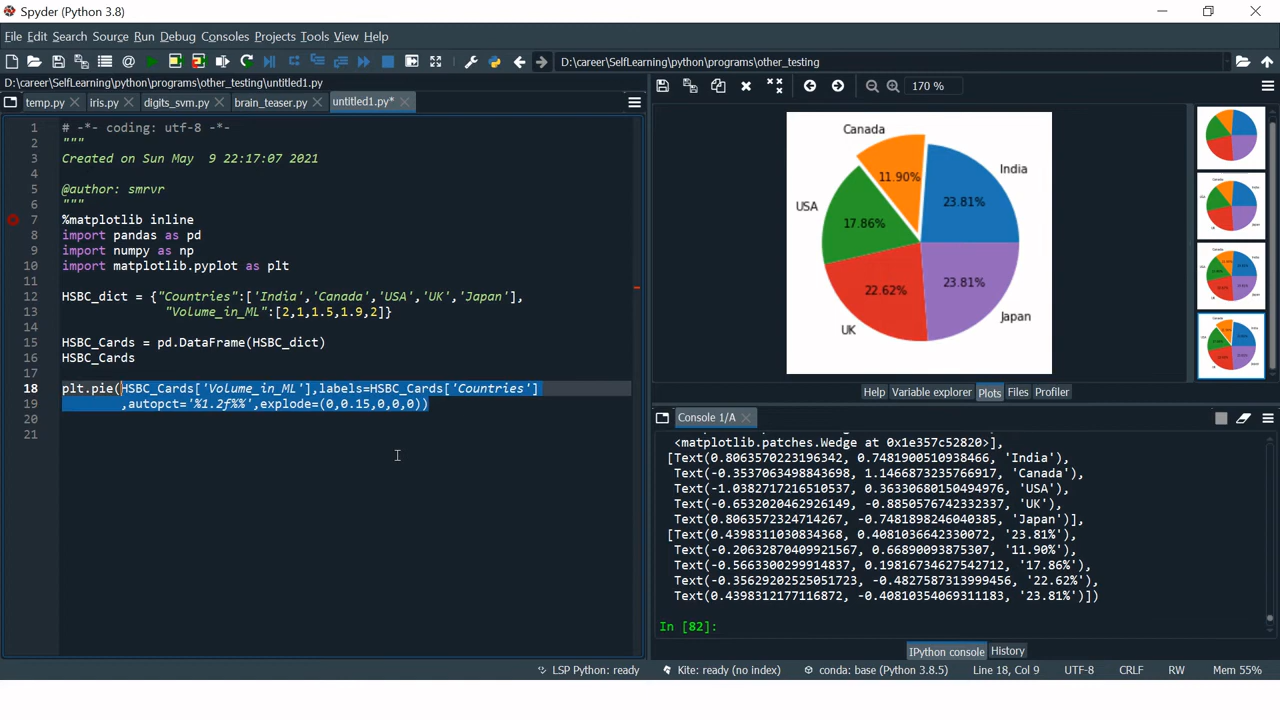 Spyder (Python 3.8)
File Edit Search Source Run Debug Consoles Projects Tools View Help
D:\career\SelfLearning\python\programs\other_testing
D:\career\SelfLearning\python\programs\other_testing\untitled1.py
temp.py iris.py digits_svm.py brain_teaser.py untitled1.py*
1 # -*- coding: utf-8 -*-
2 """
3 Created on Sun May  9 22:17:07 2021
4
5 @author: smrvr
6 """
7 %matplotlib inline
8 import pandas as pd
9 import numpy as np
10 import matplotlib.pyplot as plt
11
12 HSBC_dict = {"Countries":['India','Canada','USA','UK','Japan'],
13 "Volume_in_ML":[2,1,1.5,1.9,2]}
14
15 HSBC_Cards = pd.DataFrame(HSBC_dict)
16 HSBC_Cards
17
18 plt.pie(HSBC_Cards['Volume_in_ML'],labels=HSBC_Cards['Countries']
19 ,autopct='%1.2f%%',explode=(0,0.15,0,0,0))
20
21
170 %
Canada
India
11.90%
23.81%
USA
17.86%
22.62%
23.81%
UK
Japan
Help Variable explorer Plots Files Profiler
Console 1/A
<matplotlib.patches.Wedge at 0x1e357c52820>],
[Text(0.8063570223196342, 0.7481900510938466, 'India'),
Text(-0.3537063498843698, 1.1466873235766917, 'Canada'),
Text(-1.0382717216510537, 0.36330680150494976, 'USA'),
Text(-0.6532020462926149, -0.8850576742332337, 'UK'),
Text(0.8063572324714267, -0.7481898246040385, 'Japan')],
[Text(0.4398311030834368, 0.4081036642330072, '23.81%'),
Text(-0.20632870409921567, 0.66890093875307, '11.90%'),
Text(-0.5663300299914837, 0.19816734627542712, '17.86%'),
Text(-0.35629202525051723, -0.4827587313999456, '22.62%'),
Text(0.4398312177116872, -0.40810354069311183, '23.81%')])
In [82]:
IPython console History
LSP Python: ready Kite: ready (no index) conda: base (Python 3.8.5) Line 18, Col 9 UTF-8 CRLF RW Mem 55%